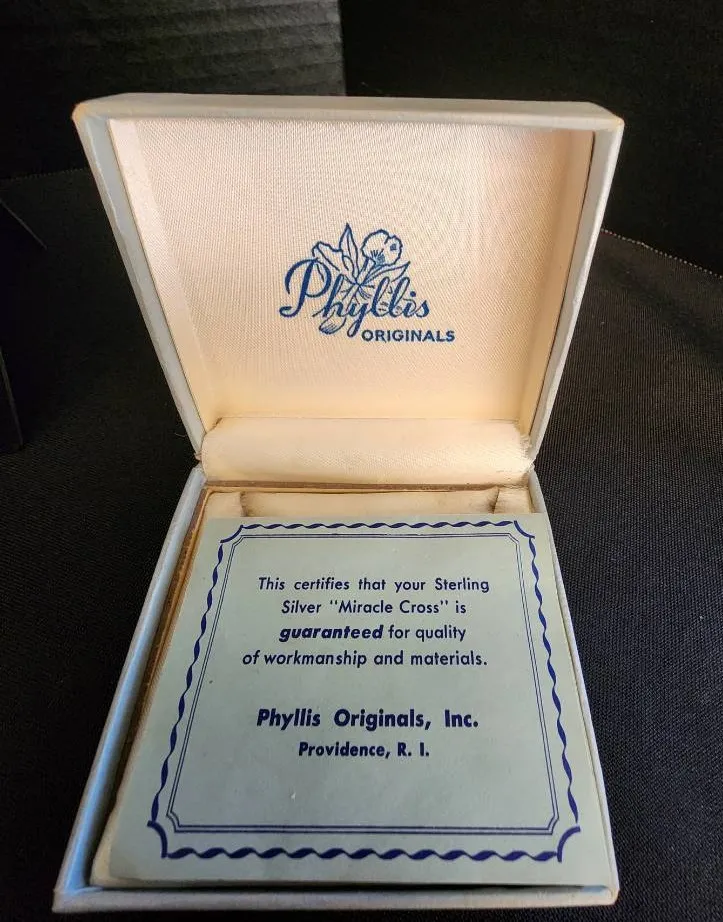 Phyllis
ORIGINALS
This certifies that your Sterling
Silver "Miracle Cross" is
guaranteed for quality
of workmanship and materials.
Phyllis Originals, Inc.
Providence, R. I.